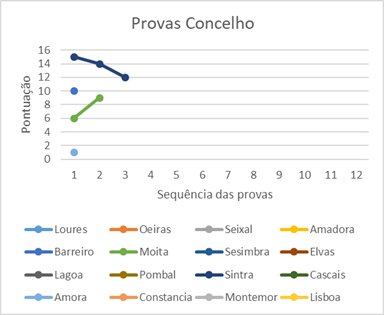 Provas Concelho
16
14
12
10
8
6
4
2
0
Pontuação
1 2 3 4 5 6 7 8 9 10 11 12
Sequência das provas
Loures Oeiras Seixal Amadora
Barreiro Moita Sesimbra Elvas
Lagoa Pombal Sintra Cascais
Amora Constancia Montemor Lisboa